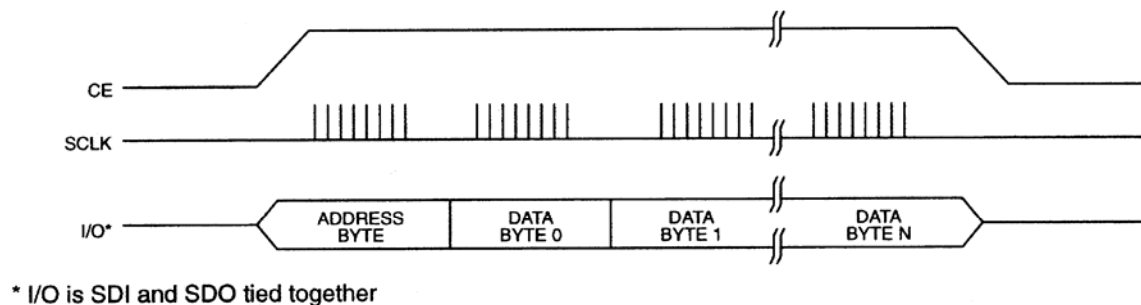 CE
SCLK
I/O*
ADDRESS
BYTE
DATA
BYTE 0
DATA
BYTE 1
DATA
BYTE N
* I/O is SDI and SDO tied together